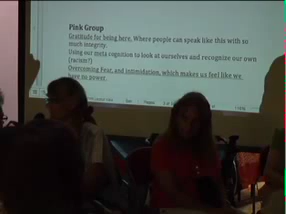 Pink Group
Gratitude for being here, Where people can speak like this with so
much integrity.
Using our meta cognition to look at ourselves and recognize our own
(racism?)
Overcoming Fear, and intimidation, which makes us feel like we
have no power.